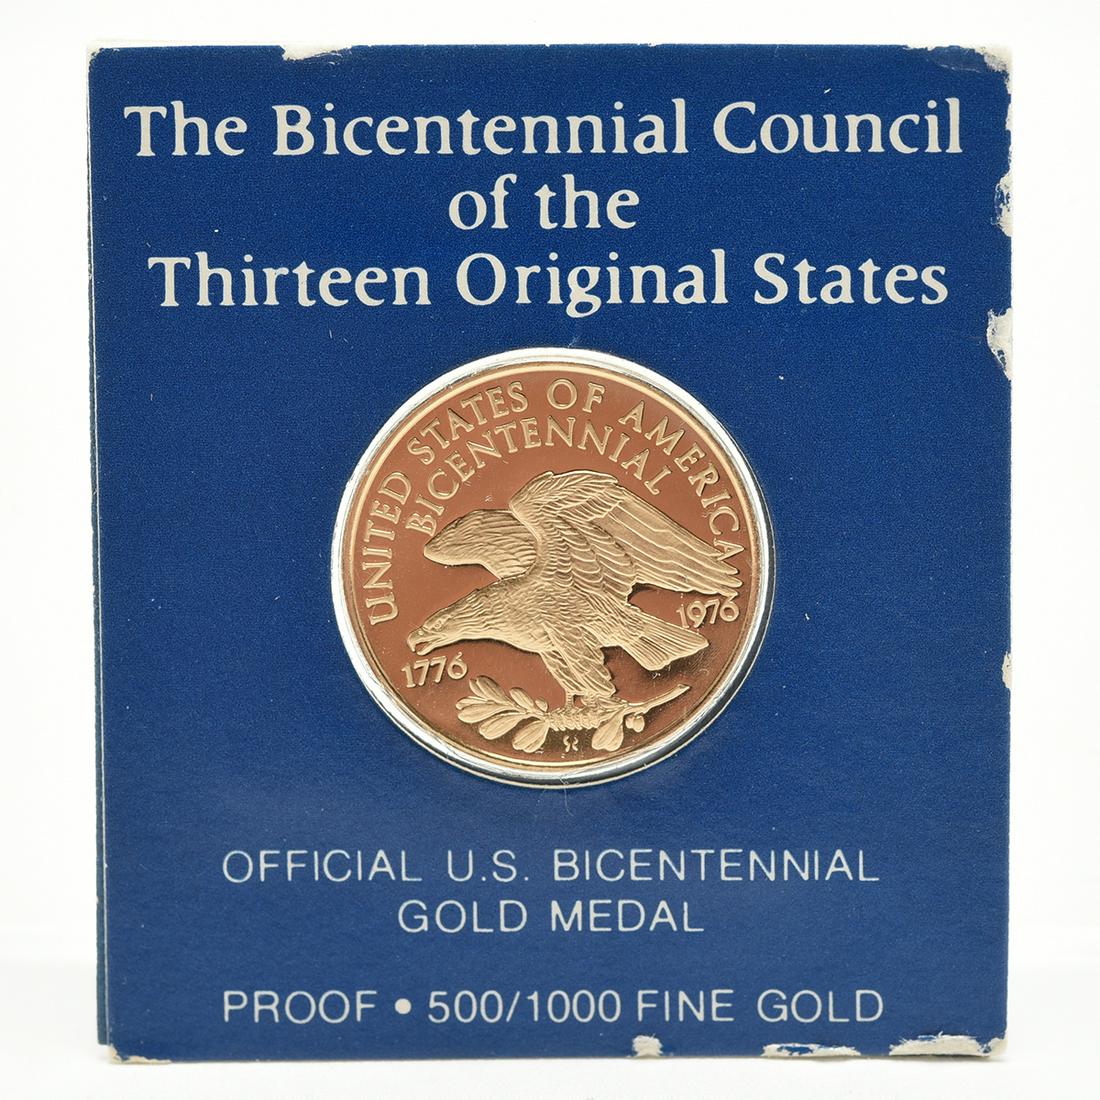 The Bicentennial Council
of the
Thirteen Original States
UNITED STATES OF AMERICA
BICENTENNIAL
1776
1976
OFFICIAL U.S. BICENTENNIAL
GOLD MEDAL
PROOF • 500/1000 FINE GOLD